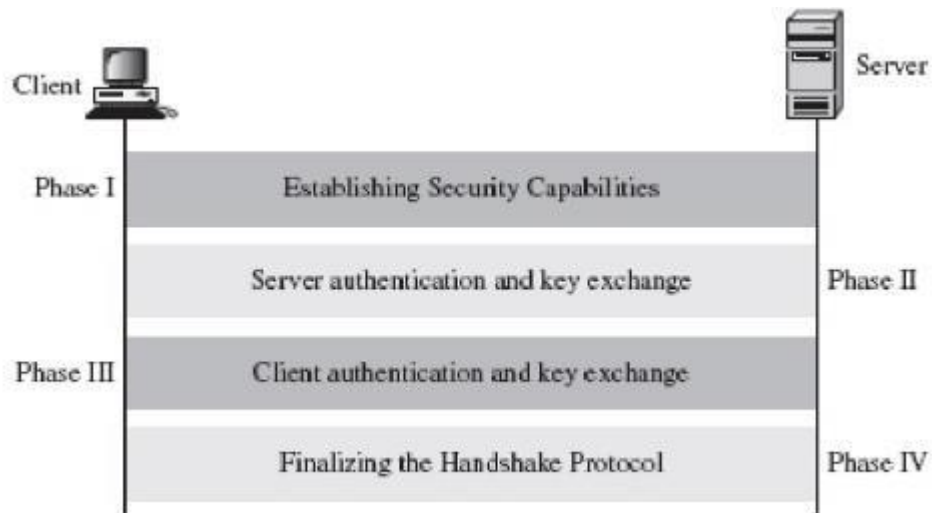 Client
Server
Phase I
Establishing Security Capabilities
Server authentication and key exchange
Phase II
Phase III
Client authentication and key exchange
Finalizing the Handshake Protocol
Phase IV